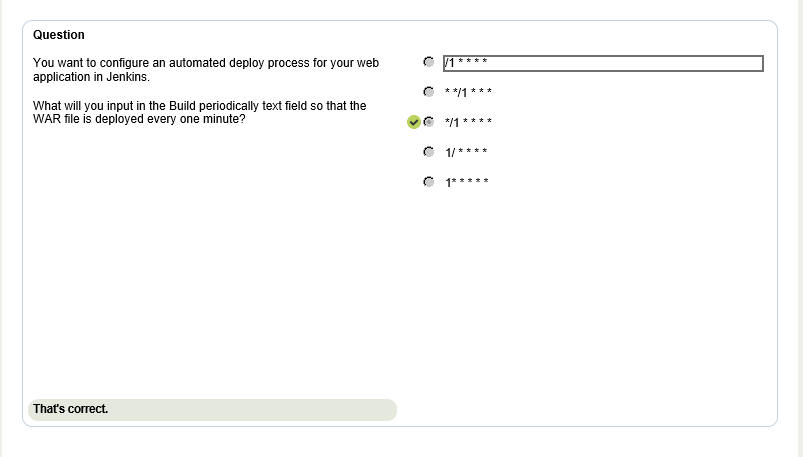 Question
You want to configure an automated deploy process for your web
application in Jenkins.
What will you input in the Build periodically text field so that the
WAR file is deployed every one minute?
/1 * * * *
* */1 * * *
*/1 * * * *
1/ * * * *
1* * * * *
That's correct.